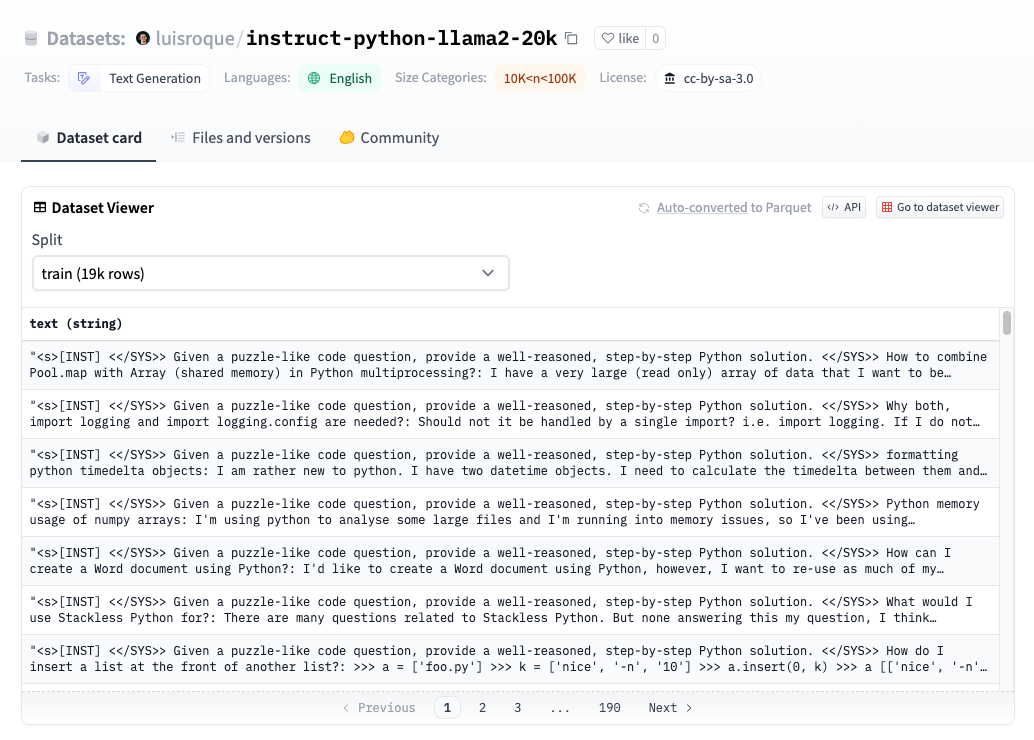 Datasets: luisroque/instruct-python-llama2-20k like 0
Tasks: Text Generation Languages: English Size Categories: 10K<n<100K License: cc-by-sa-3.0
Dataset card Files and versions Community
Dataset Viewer Auto-converted to Parquet </> API Go to dataset viewer
Split
train (19k rows)
text (string)
"<s>[INST] <</SYS>> Given a puzzle-like code question, provide a well-reasoned, step-by-step Python solution. <</SYS>> How to combine
Pool.map with Array (shared memory) in Python multiprocessing?: I have a very large (read only) array of data that I want to be…
"<s>[INST] <</SYS>> Given a puzzle-like code question, provide a well-reasoned, step-by-step Python solution. <</SYS>> Why both,
import logging and import logging.config are needed?: Should not it be handled by a single import? i.e. import logging. If I do not…
"<s>[INST] <</SYS>> Given a puzzle-like code question, provide a well-reasoned, step-by-step Python solution. <</SYS>> formatting
python timedelta objects: I am rather new to python. I have two datetime objects. I need to calculate the timedelta between them and…
"<s>[INST] <</SYS>> Given a puzzle-like code question, provide a well-reasoned, step-by-step Python solution. <</SYS>> Python memory
usage of numpy arrays: I'm using python to analyse some large files and I'm running into memory issues, so I've been using…
"<s>[INST] <</SYS>> Given a puzzle-like code question, provide a well-reasoned, step-by-step Python solution. <</SYS>> How can I
create a Word document using Python?: I'd like to create a Word document using Python, however, I want to re-use as much of my…
"<s>[INST] <</SYS>> Given a puzzle-like code question, provide a well-reasoned, step-by-step Python solution. <</SYS>> What would I
use Stackless Python for?: There are many questions related to Stackless Python. But none answering this my question, I think…
"<s>[INST] <</SYS>> Given a puzzle-like code question, provide a well-reasoned, step-by-step Python solution. <</SYS>> How do I
insert a list at the front of another list?: >>> a = ['foo.py'] >>> k = ['nice', '-n', '10'] >>> a.insert(0, k) >>> a [['nice', '-n'…
< Previous 1 2 3 ... 190 Next >